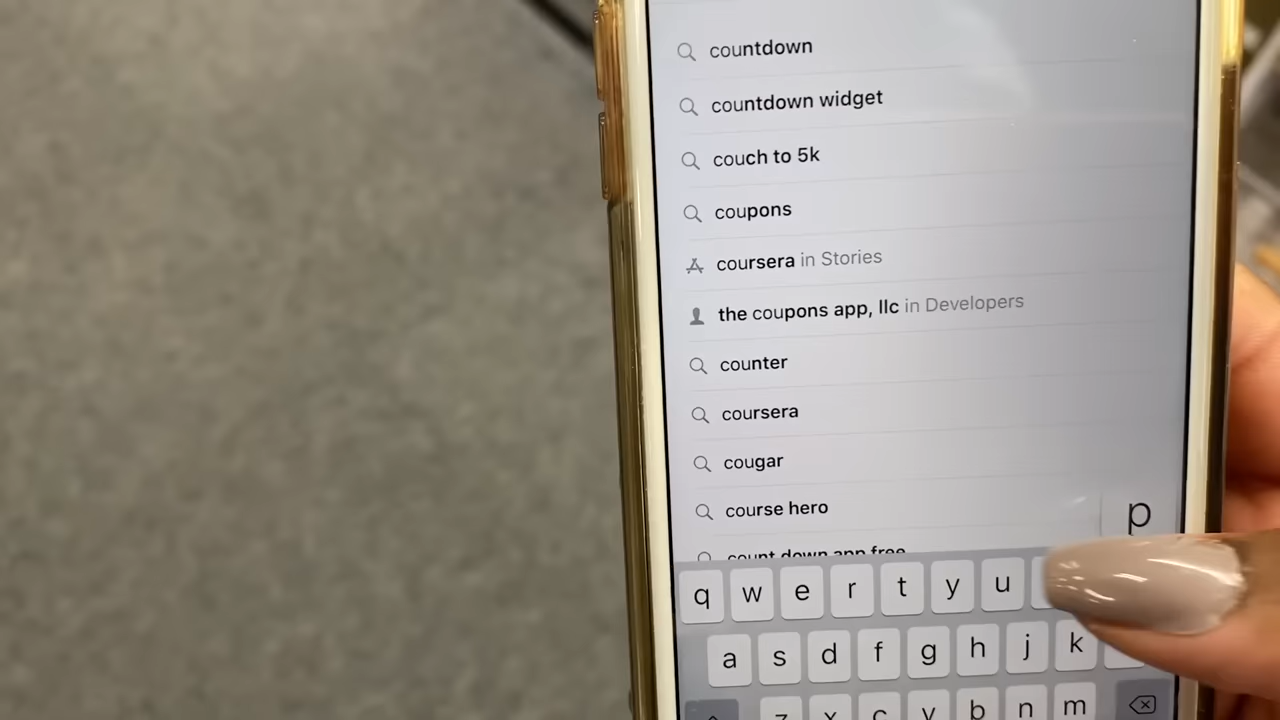 countdown
countdown widget
couch to 5k
coupons
coursera in Stories
the coupons app, llc in Developers
counter
coursera
cougar
course hero
count down app free
p
q w e r t y u
a s d f g h j k
z x c v b n m